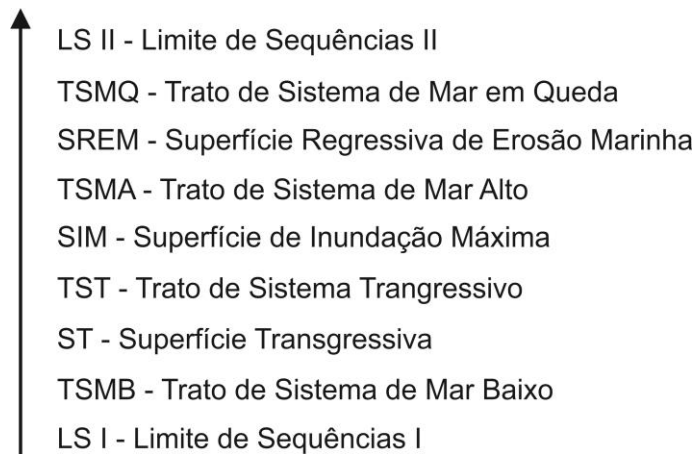 LS II - Limite de Sequências II
TSMQ - Trato de Sistema de Mar em Queda
SREM - Superfície Regressiva de Erosão Marinha
TSMA - Trato de Sistema de Mar Alto
SIM - Superfície de Inundação Máxima
TST - Trato de Sistema Trangressivo
ST - Superfície Transgressiva
TSMB - Trato de Sistema de Mar Baixo
LS I - Limite de Sequências I